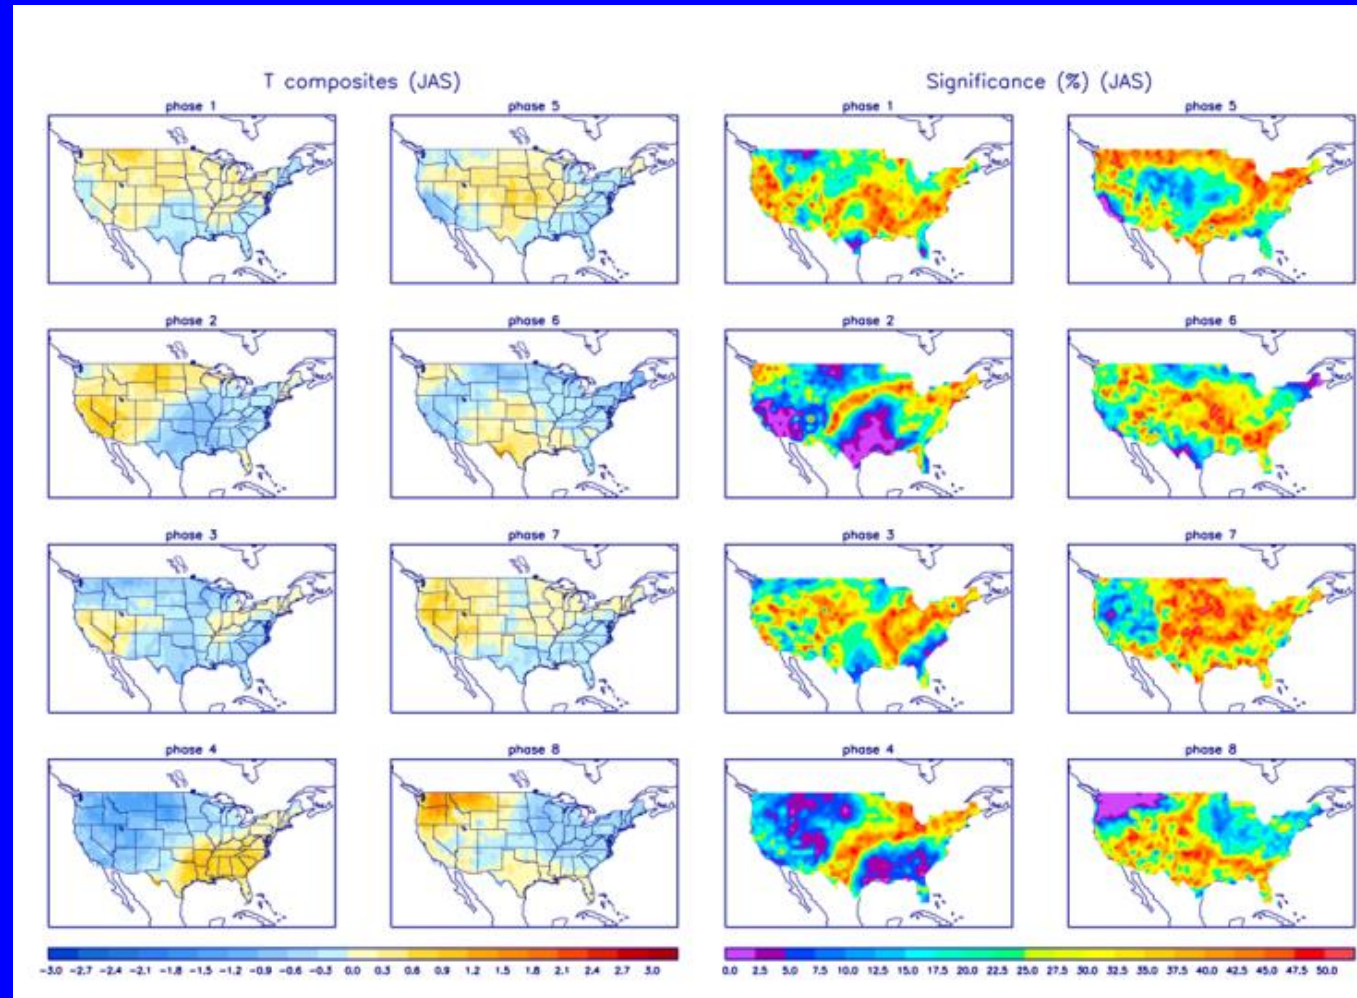 T composites (JAS) Significance (%) (JAS)
phase 1 phase 5 phase 1 phase 5
phase 2 phase 6 phase 2 phase 6
phase 3 phase 7 phase 3 phase 7
phase 4 phase 8 phase 4 phase 8
-3.0 -2.7 -2.4 -2.1 -1.8 -1.5 -1.2 -0.9 -0.6 -0.3 0.0 0.3 0.6 0.9 1.2 1.5 1.8 2.1 2.4 2.7 3.0 0.0 2.5 5.0 7.5 10.0 12.5 15.0 17.5 20.0 22.5 25.0 27.5 30.0 32.5 35.0 37.5 40.0 42.5 45.0 47.5 50.0